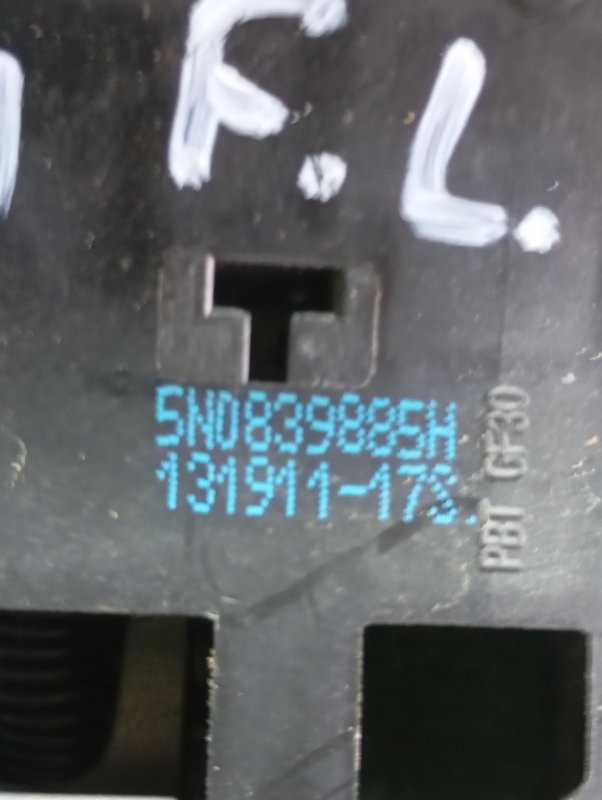 F. L.
5N0839885H
131911-17
PBT GF30